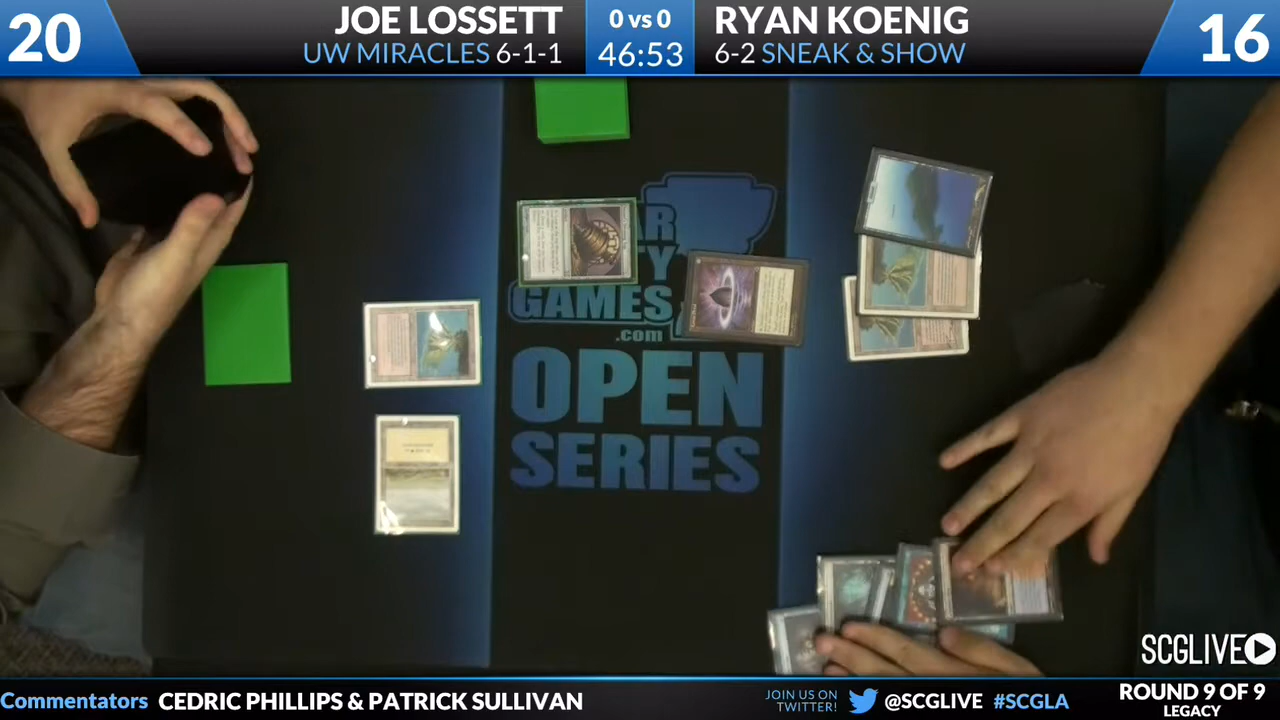 20
JOE LOSSETT
UW MIRACLES 6-1-1
0 vs 0
46:53
RYAN KOENIG
6-2 SNEAK & SHOW
16
GAMES
.com
OPEN
SERIES
SCGLIVE
Commentators CEDRIC PHILLIPS & PATRICK SULLIVAN
JOIN US ON
TWITTER!
@SCGLIVE #SCGLA
ROUND 9 OF 9
LEGACY